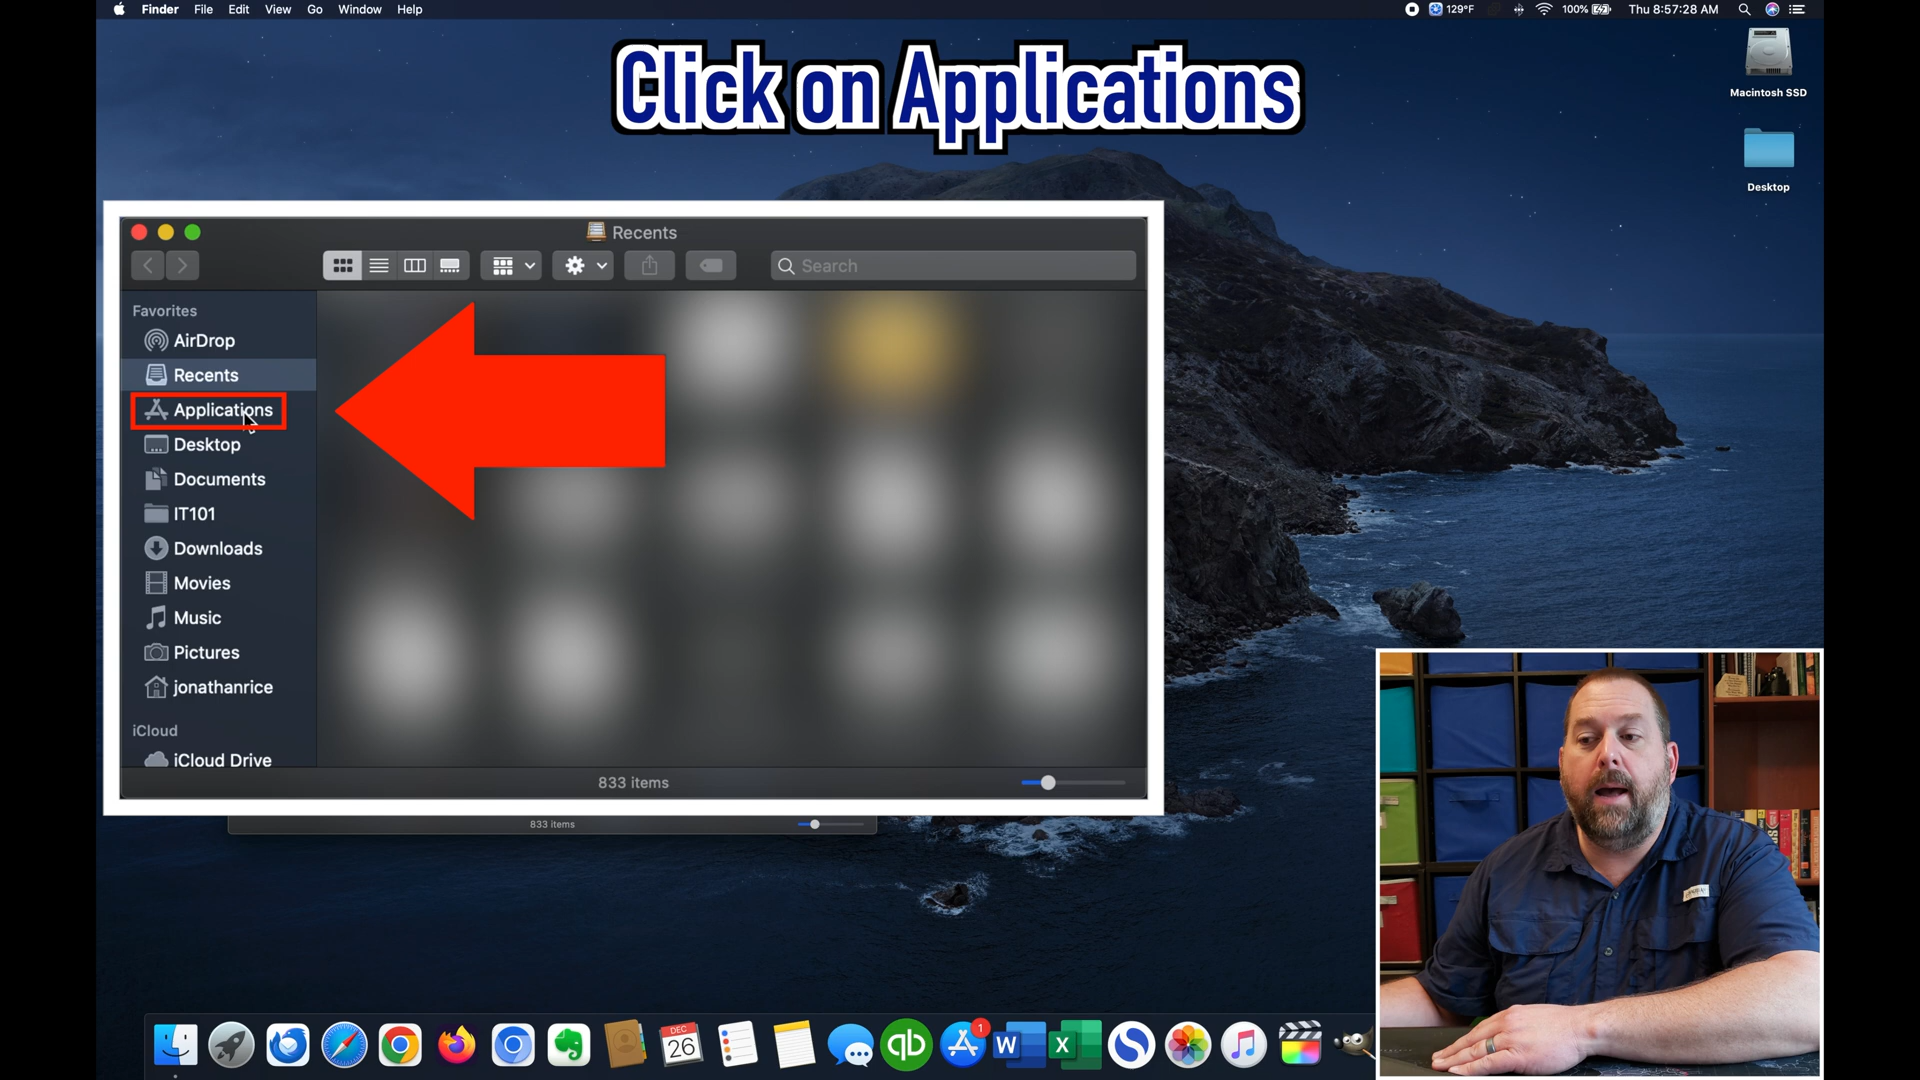 Finder File Edit View Go Window Help
129°F 100% Thu 8:57:28 AM
Click on Applications
Macintosh SSD
Desktop
Recents
Search
Favorites
AirDrop
Recents
Applications
Desktop
Documents
IT101
Downloads
Movies
Music
Pictures
jonathanrice
iCloud
iCloud Drive
833 items
833 items
DEC
26
qb
1
W
X
S